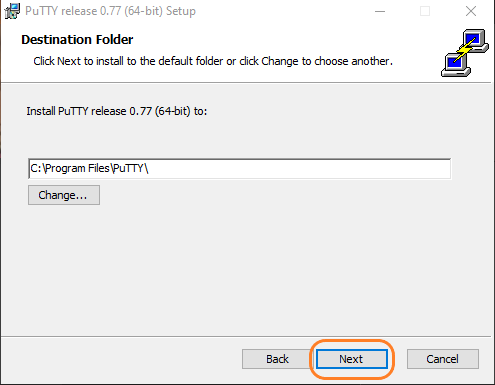 PuTTY release 0.77 (64-bit) Setup
Destination Folder
Click Next to install to the default folder or click Change to choose another.
Install PuTTY release 0.77 (64-bit) to:
C:\Program Files\PuTTY\
Change...
Back Next Cancel